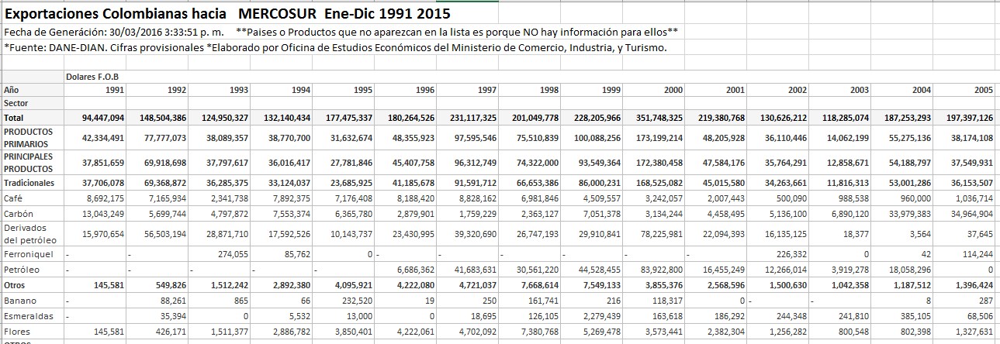 Exportaciones Colombianas hacia MERCOSUR Ene-Dic 1991 2015
Fecha de Generáción: 30/03/2016 3:33:51 p. m. **Paises o Productos que no aparezcan en la lista es porque NO hay información para ellos**
*Fuente: DANE-DIAN. Cifras provisionales *Elaborado por Oficina de Estudios Económicos del Ministerio de Comercio, Industria, y Turismo.
Dolares F.O.B
Año 1991 1992 1993 1994 1995 1996 1997 1998 1999 2000 2001 2002 2003 2004 2005
Sector
Total 94,447,094 148,504,386 124,950,327 132,140,434 177,475,337 180,264,526 231,117,325 201,049,778 228,205,966 351,748,325 219,380,768 130,626,212 118,285,074 187,253,293 197,397,126
PRODUCTOS
PRIMARIOS 42,334,491 77,777,073 38,089,357 38,770,700 31,632,674 48,355,923 97,595,546 75,510,839 100,088,256 173,199,214 48,205,928 36,110,446 14,062,199 55,275,136 38,174,108
PRINCIPALES
PRODUCTOS 37,851,659 69,918,698 37,797,617 36,016,417 27,781,846 45,407,758 96,312,749 74,322,000 93,549,364 172,380,458 47,584,176 35,764,291 12,858,671 54,188,797 37,549,931
Tradicionales 37,706,078 69,368,872 36,285,375 33,124,037 23,685,925 41,185,678 91,591,712 66,653,386 86,000,231 168,525,082 45,015,580 34,263,661 11,816,313 53,001,286 36,153,507
Café 8,692,175 7,165,934 2,341,738 7,892,375 7,176,408 8,188,420 8,828,162 6,981,846 4,509,557 3,242,057 2,007,443 500,090 988,538 960,000 1,036,714
Carbón 13,043,249 5,699,744 4,797,872 7,553,374 6,365,780 2,879,901 1,759,229 2,363,127 7,051,378 3,134,244 4,458,495 5,136,100 6,890,120 33,979,383 34,964,904
Derivados
del petróleo 15,970,654 56,503,194 28,871,710 17,592,526 10,143,737 23,430,995 39,320,690 26,747,193 29,910,841 78,225,981 22,094,393 16,135,125 18,377 3,564 37,645
Ferroniquel - - 274,055 85,762 0 - - - - - - 226,332 0 42 114,244
Petróleo - - - - - 6,686,362 41,683,631 30,561,220 44,528,455 83,922,800 16,455,249 12,266,014 3,919,278 18,058,296 0
Otros 145,581 549,826 1,512,242 2,892,380 4,095,921 4,222,080 4,721,037 7,668,614 7,549,133 3,855,376 2,568,596 1,500,630 1,042,358 1,187,512 1,396,424
Banano - 88,261 865 66 232,520 19 250 161,741 216 118,317 0 - - 8 287
Esmeraldas - 35,394 0 5,532 13,000 0 18,695 126,105 2,279,439 163,618 186,292 244,348 241,810 385,105 68,506
Flores 145,581 426,171 1,511,377 2,886,782 3,850,401 4,222,061 4,702,092 7,380,768 5,269,478 3,573,441 2,382,304 1,256,282 800,548 802,398 1,327,631